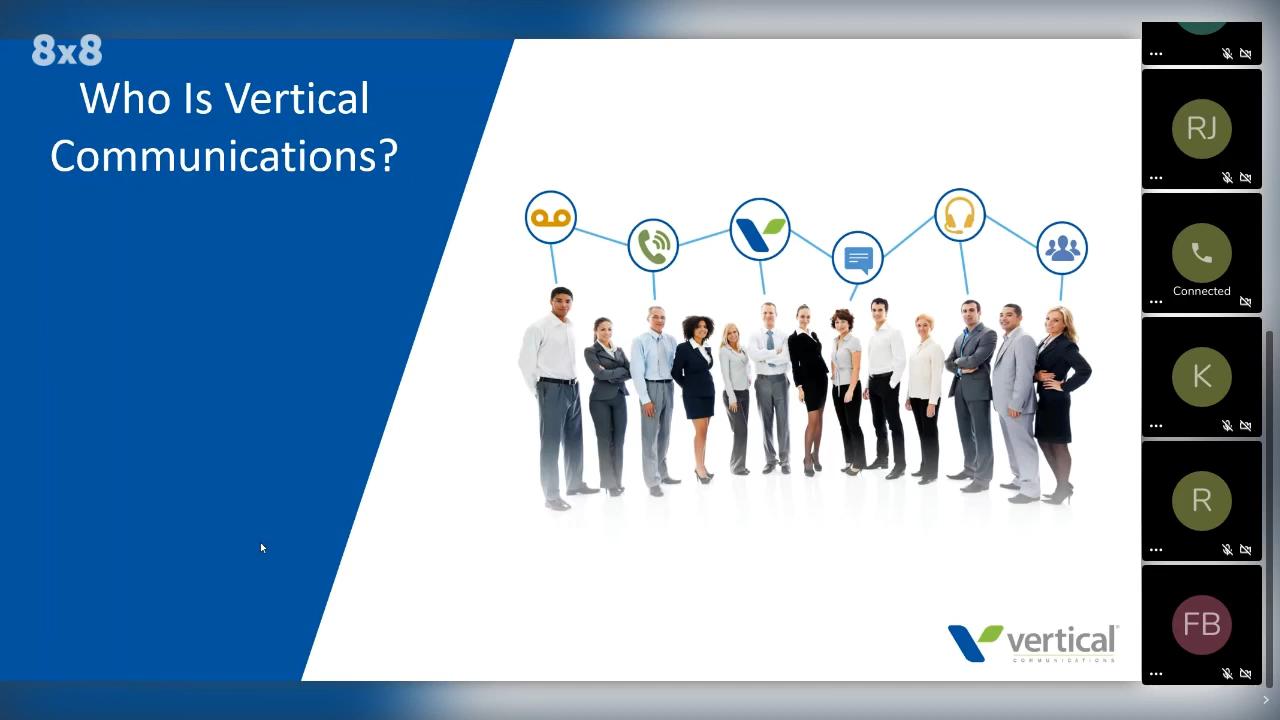 8x8
Who Is Vertical
Communications?
RJ
Connected
K
R
FB
vertical
COMMUNICATIONS